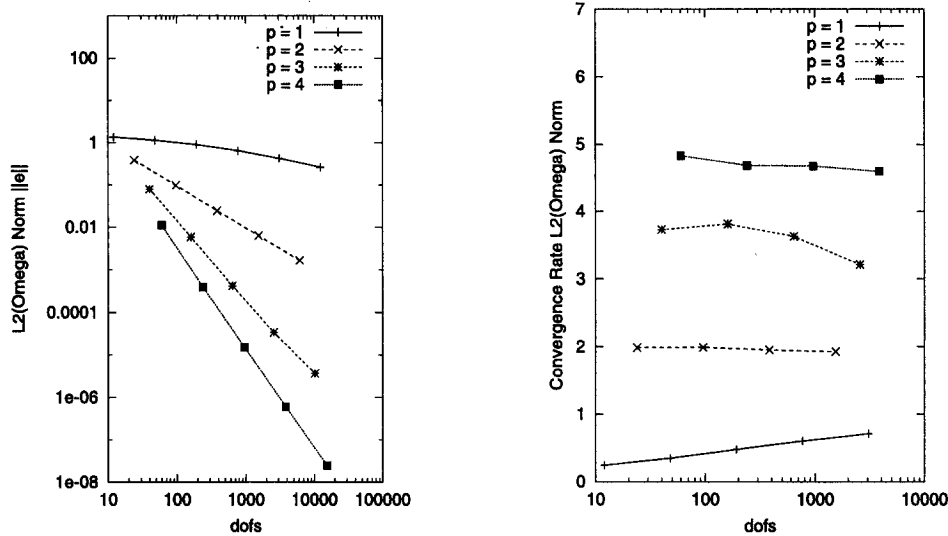 p = 1
p = 2
p = 3
p = 4
100
1
0.01
0.0001
1e-06
1e-08
L2(Omega) Norm ||e||
10 100 1000 10000 100000
dofs
p = 1
p = 2
p = 3
p = 4
7
6
5
4
3
2
1
0
Convergence Rate L2(Omega) Norm
10 100 1000 10000
dofs